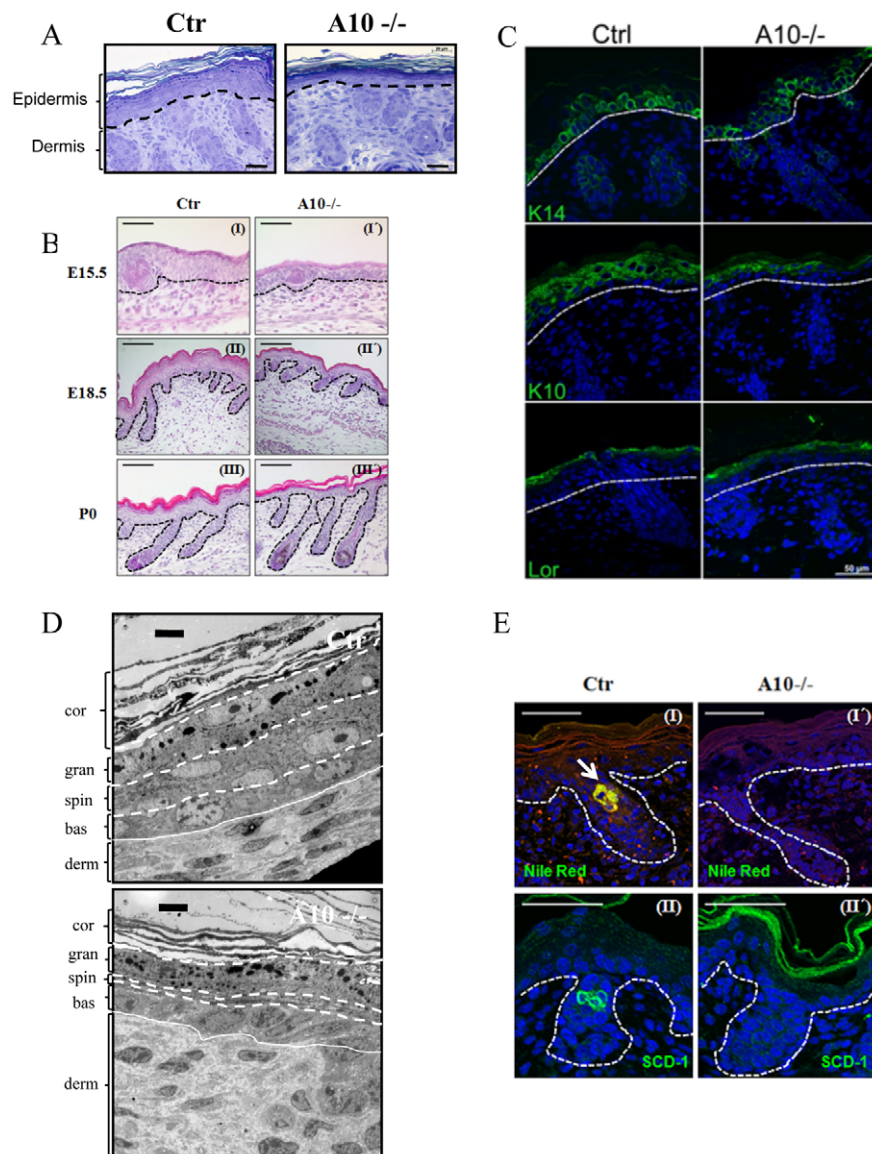 A
Ctr
A10 -/-
Epidermis
Dermis
B
Ctr
A10-/-
E15.5
(I)
(I´)
E18.5
(II)
(II´)
P0
(III)
(III´)
C
Ctrl
A10-/-
K14
K10
Lor
50 µm
D
Ctr
cor
gran
spin
bas
derm
A10 -/-
cor
gran
spin
bas
derm
E
Ctr
A10-/-
(I)
(I´)
Nile Red
Nile Red
(II)
(II´)
SCD-1
SCD-1